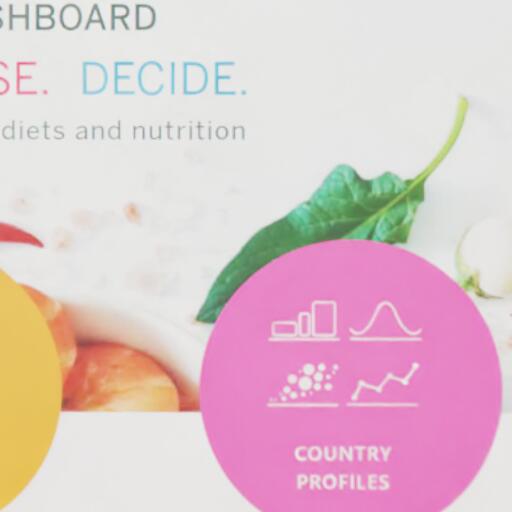 SHBOARD
SE. DECIDE.
diets and nutrition
COUNTRY
PROFILES